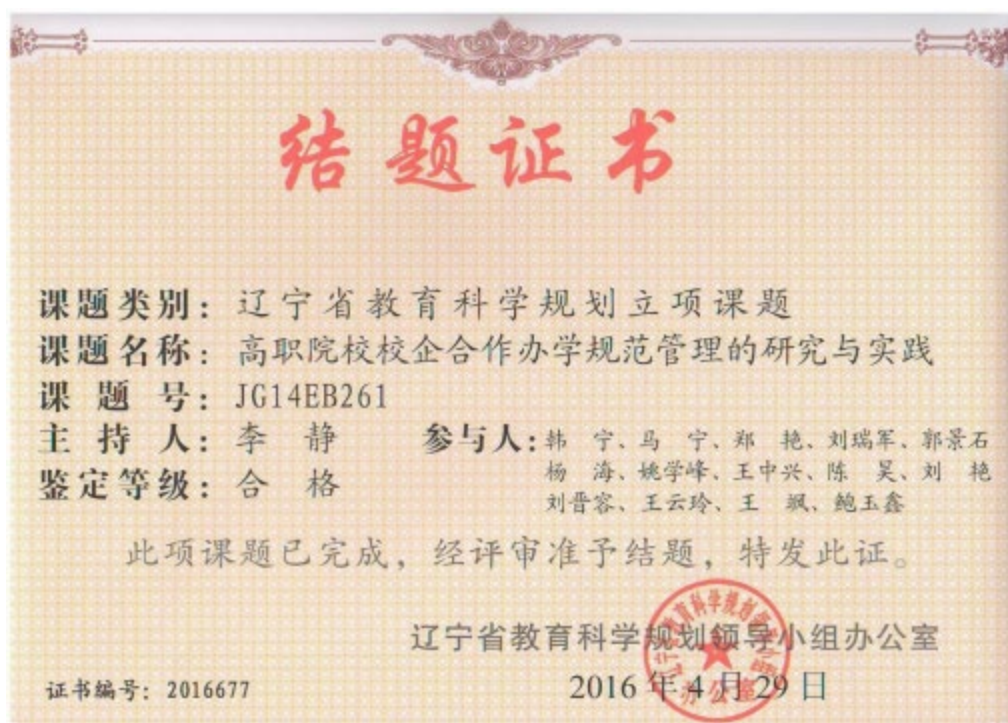 结题证书
课题类别：辽宁省教育科学规划立项课题
课题名称：高职院校校企合作办学规范管理的研究与实践
课 题 号：JG14EB261
主 持 人：李 静 参与人：韩 宁、马 宁、郑 艳、刘瑞军、郭景石
杨 海、姚学峰、王中兴、陈 昊、刘 艳
鉴定等级：合 格
刘晋容、王云玲、王 飒、鲍玉鑫
此项课题已完成，经评审准予结题，特发此证。
辽宁省教育科学规划领导小组办公室
证书编号：2016677
2016 年 4 月 29 日